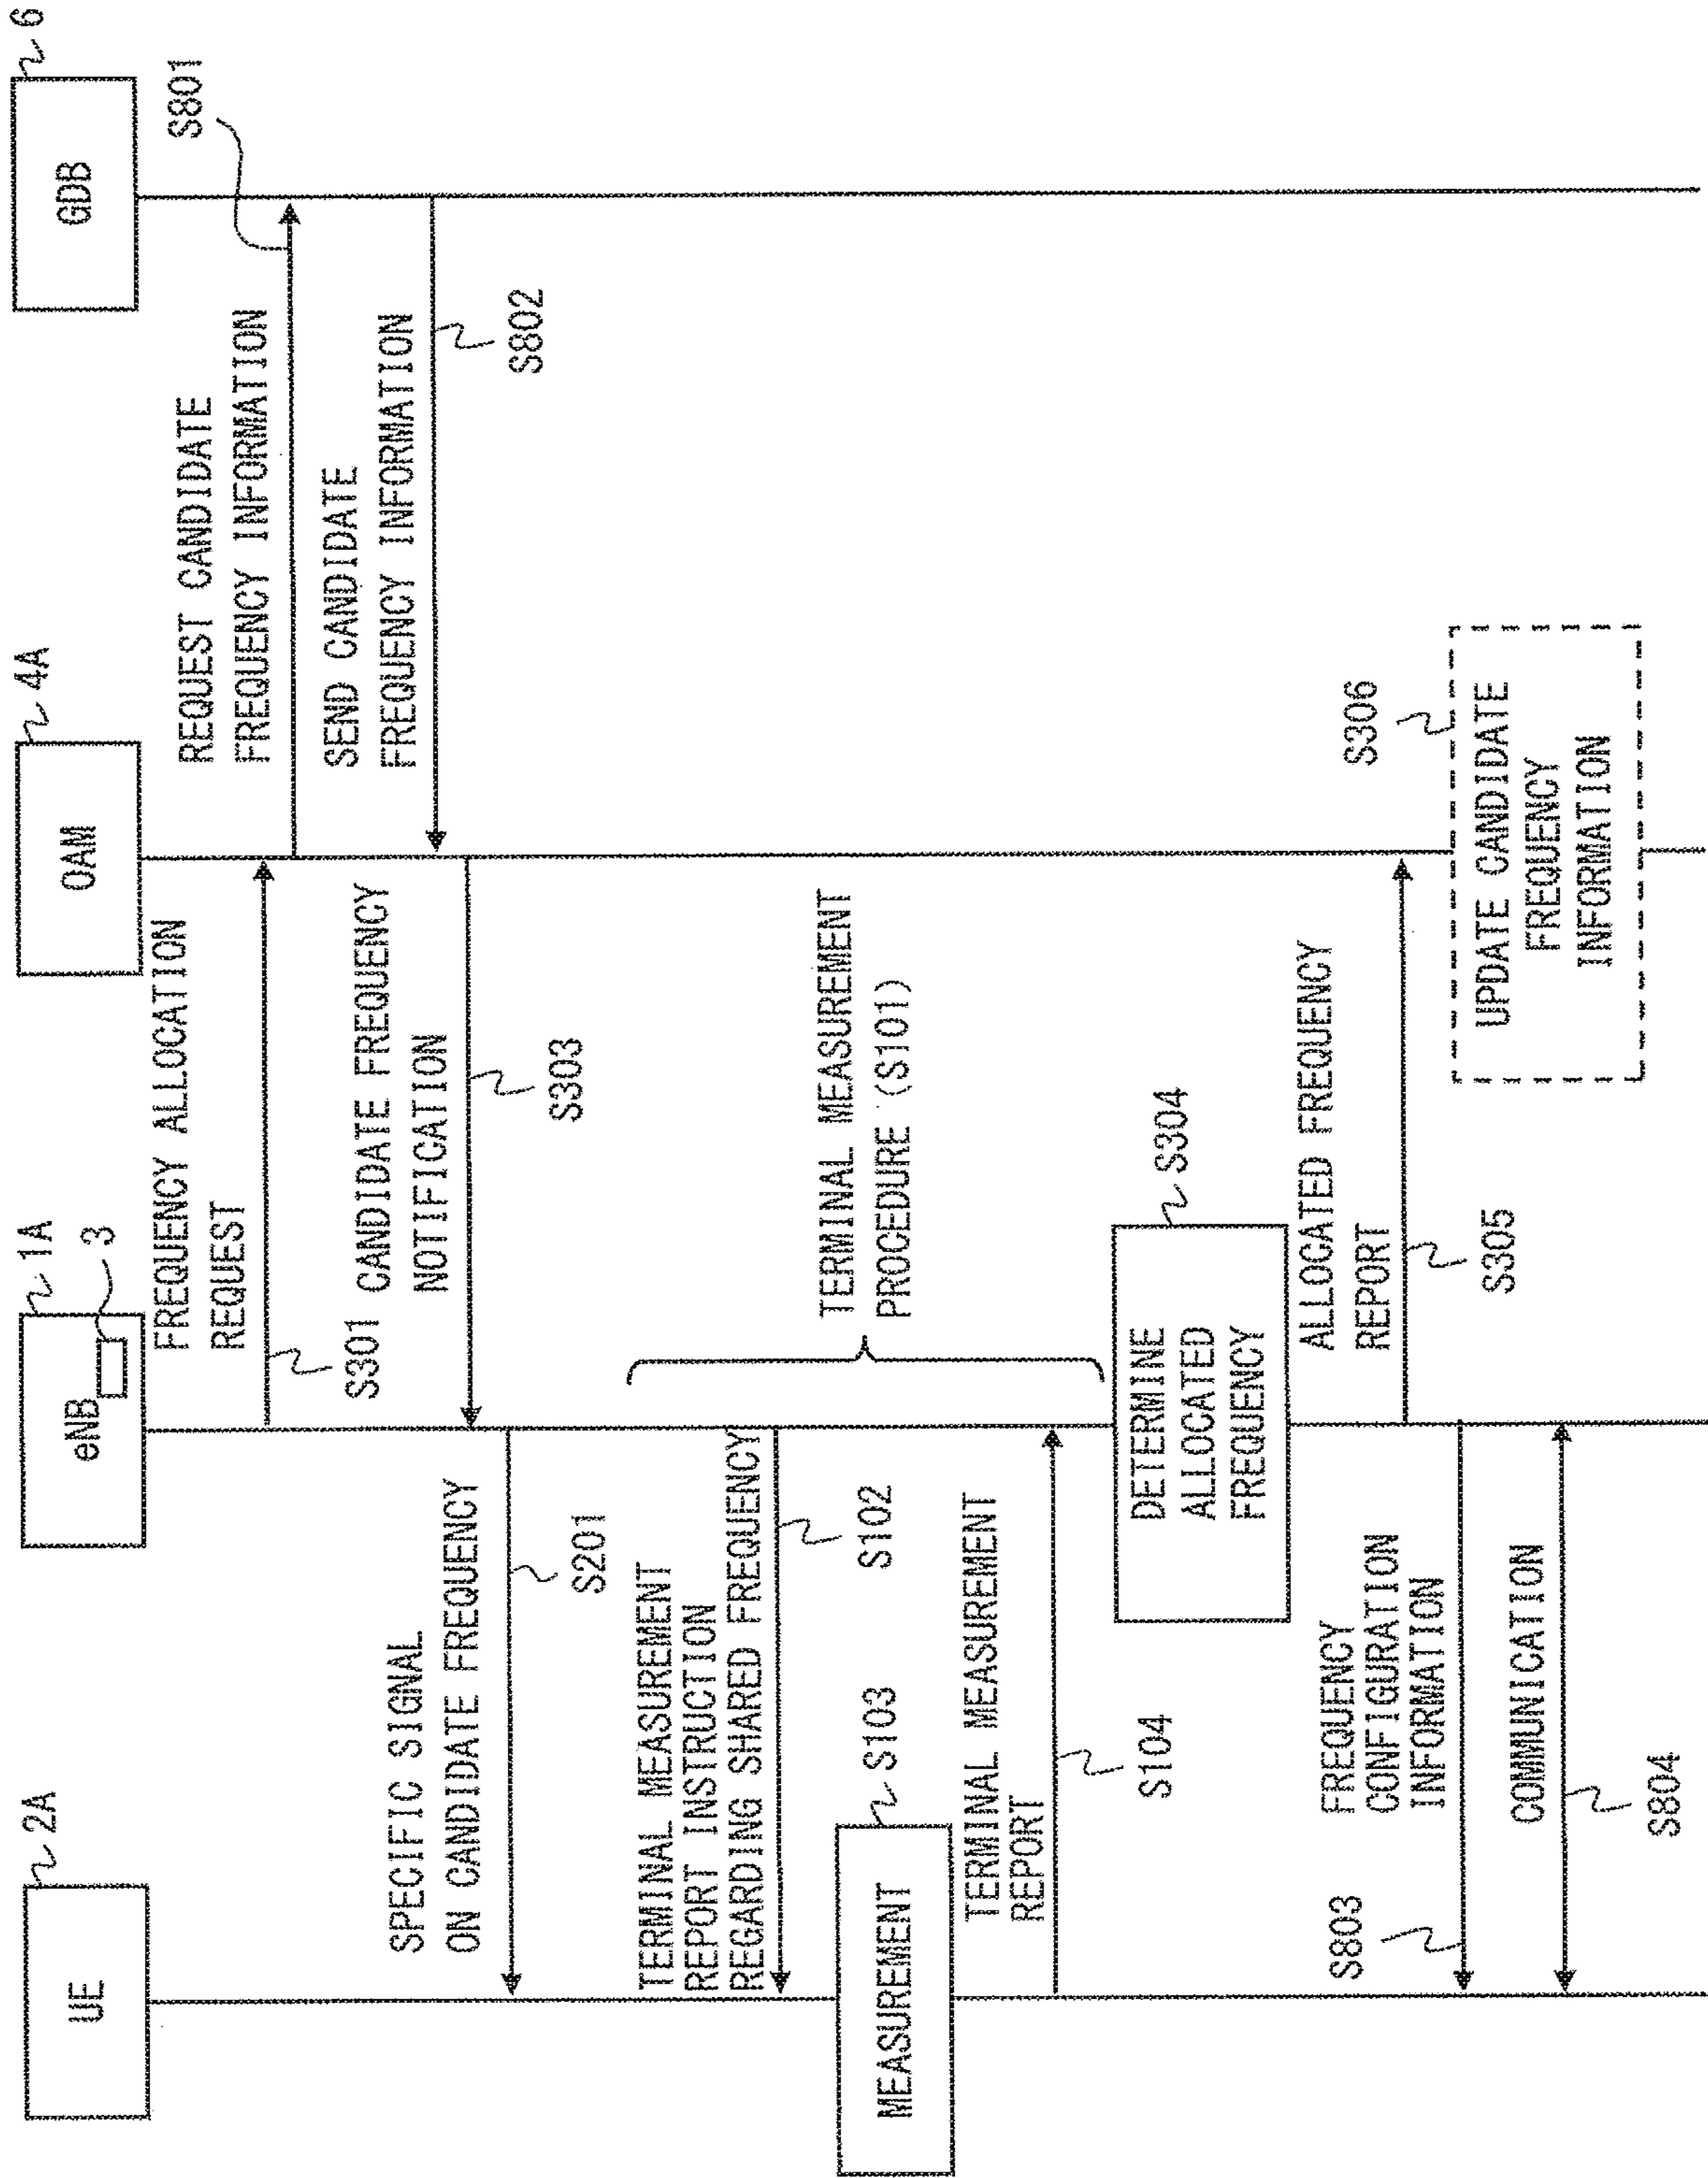 UE
2A
eNB
1A
3
OAM
4A
GDB
6
FREQUENCY ALLOCATION
REQUEST
S301
REQUEST CANDIDATE
FREQUENCY INFORMATION
S801
SEND CANDIDATE
FREQUENCY INFORMATION
S802
CANDIDATE FREQUENCY
NOTIFICATION
S303
SPECIFIC SIGNAL
ON CANDIDATE FREQUENCY
S201
TERMINAL MEASUREMENT
REPORT INSTRUCTION
REGARDING SHARED FREQUENCY
S102
TERMINAL MEASUREMENT
PROCEDURE (S101)
MEASUREMENT
S103
TERMINAL MEASUREMENT
REPORT
S104
DETERMINE
ALLOCATED
FREQUENCY
S304
ALLOCATED FREQUENCY
REPORT
S305
S306
UPDATE CANDIDATE
FREQUENCY
INFORMATION
FREQUENCY
CONFIGURATION
INFORMATION
S803
COMMUNICATION
S804